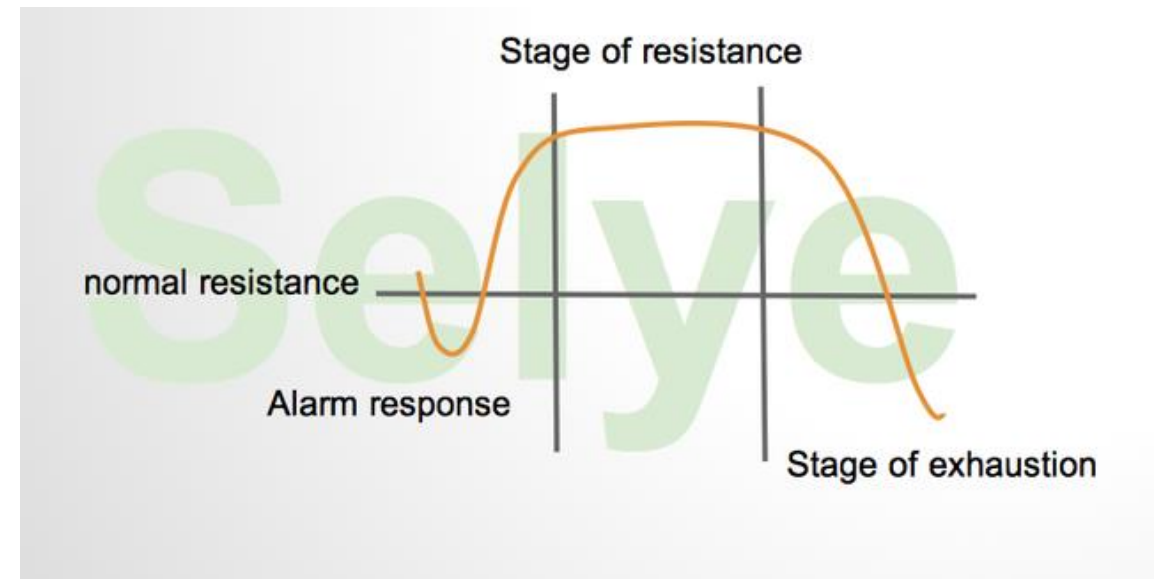 Stage of resistance
Selye
normal resistance
Alarm response
Stage of exhaustion